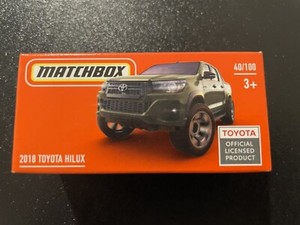 MATCHBOX
40/100
3+
2018 TOYOTA HILUX
TOYOTA
OFFICIAL
LICENSED
PRODUCT